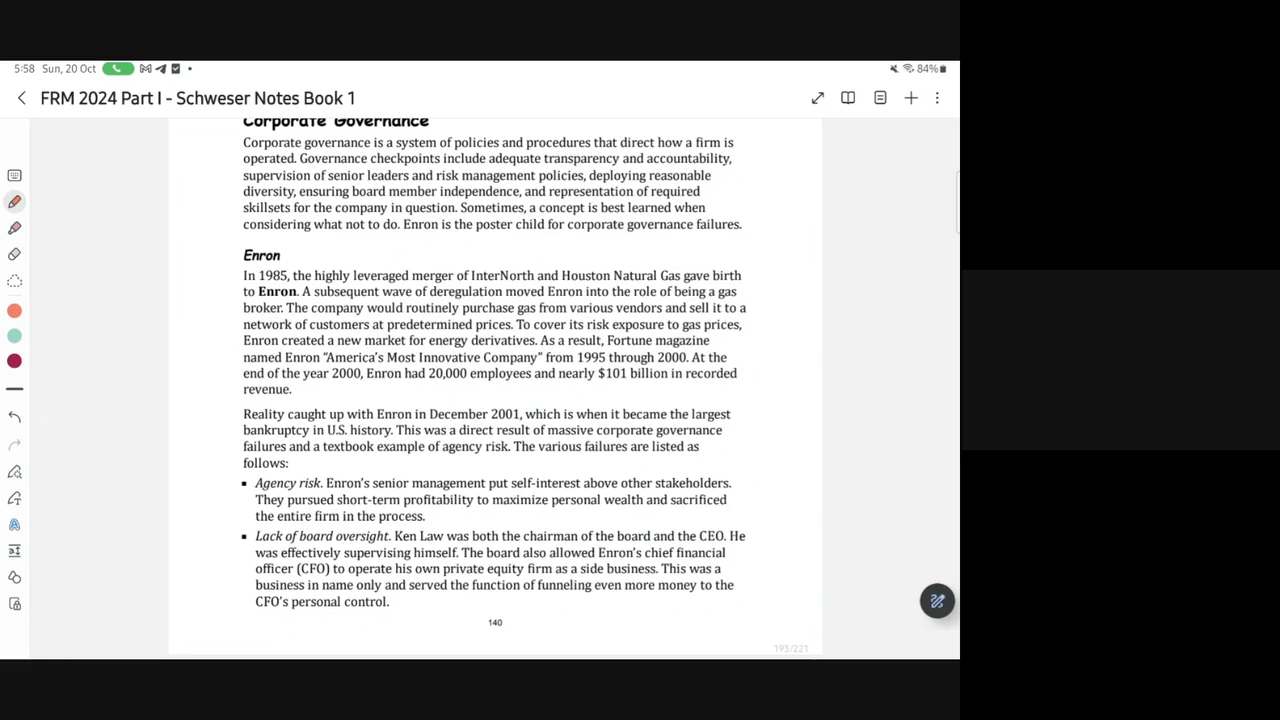 5:58 Sun, 20 Oct
84%
FRM 2024 Part I - Schweser Notes Book 1
Corporate Governance
Corporate governance is a system of policies and procedures that direct how a firm is
operated. Governance checkpoints include adequate transparency and accountability,
supervision of senior leaders and risk management policies, deploying reasonable
diversity, ensuring board member independence, and representation of required
skillsets for the company in question. Sometimes, a concept is best learned when
considering what not to do. Enron is the poster child for corporate governance failures.
Enron
In 1985, the highly leveraged merger of InterNorth and Houston Natural Gas gave birth
to Enron. A subsequent wave of deregulation moved Enron into the role of being a gas
broker. The company would routinely purchase gas from various vendors and sell it to a
network of customers at predetermined prices. To cover its risk exposure to gas prices,
Enron created a new market for energy derivatives. As a result, Fortune magazine
named Enron “America’s Most Innovative Company” from 1995 through 2000. At the
end of the year 2000, Enron had 20,000 employees and nearly $101 billion in recorded
revenue.
Reality caught up with Enron in December 2001, which is when it became the largest
bankruptcy in U.S. history. This was a direct result of massive corporate governance
failures and a textbook example of agency risk. The various failures are listed as
follows:
▪ Agency risk. Enron’s senior management put self-interest above other stakeholders.
They pursued short-term profitability to maximize personal wealth and sacrificed
the entire firm in the process.
▪ Lack of board oversight. Ken Law was both the chairman of the board and the CEO. He
was effectively supervising himself. The board also allowed Enron’s chief financial
officer (CFO) to operate his own private equity firm as a side business. This was a
business in name only and served the function of funneling even more money to the
CFO’s personal control.
140
193/221